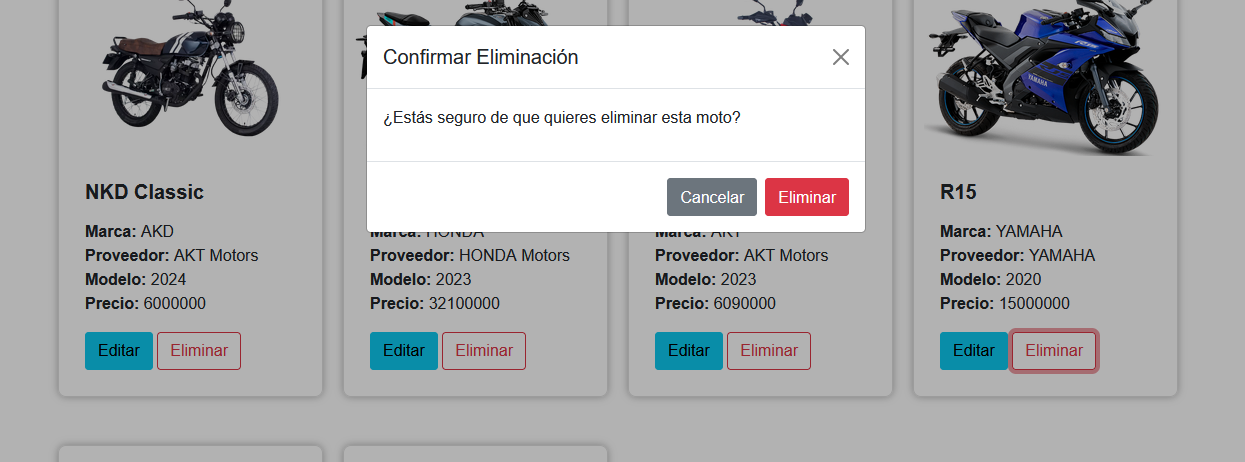 Confirmar Eliminación
¿Estás seguro de que quieres eliminar esta moto?
Cancelar
Eliminar
NKD Classic
Marca: AKD
Proveedor: AKT Motors
Modelo: 2024
Precio: 6000000
Editar
Eliminar
Marca: HONDA
Proveedor: HONDA Motors
Modelo: 2023
Precio: 32100000
Editar
Eliminar
Marca: AKT
Proveedor: AKT Motors
Modelo: 2023
Precio: 6090000
Editar
Eliminar
YAMAHA
R15
Marca: YAMAHA
Proveedor: YAMAHA
Modelo: 2020
Precio: 15000000
Editar
Eliminar